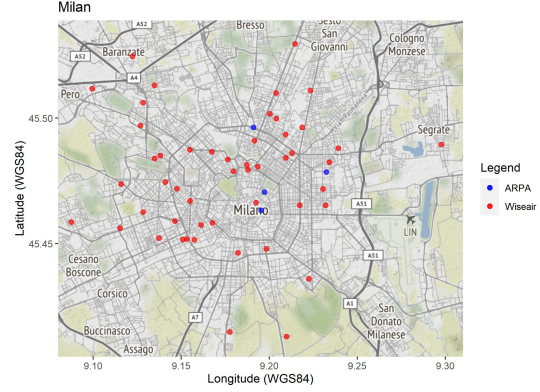 Milan
A52
Bresso
Sesto
San
Giovanni
Cologno
Monzese
Baranzate
A52
A4
Pero
Segrate
Milano
A51
LIN
Cesano
Boscone
A51
Corsico
A1
A7
San
Donato
Milanese
Buccinasco
Assago
45.50
45.45
Latitude (WGS84)
9.10
9.15
9.20
9.25
9.30
Longitude (WGS84)
Legend
ARPA
Wiseair